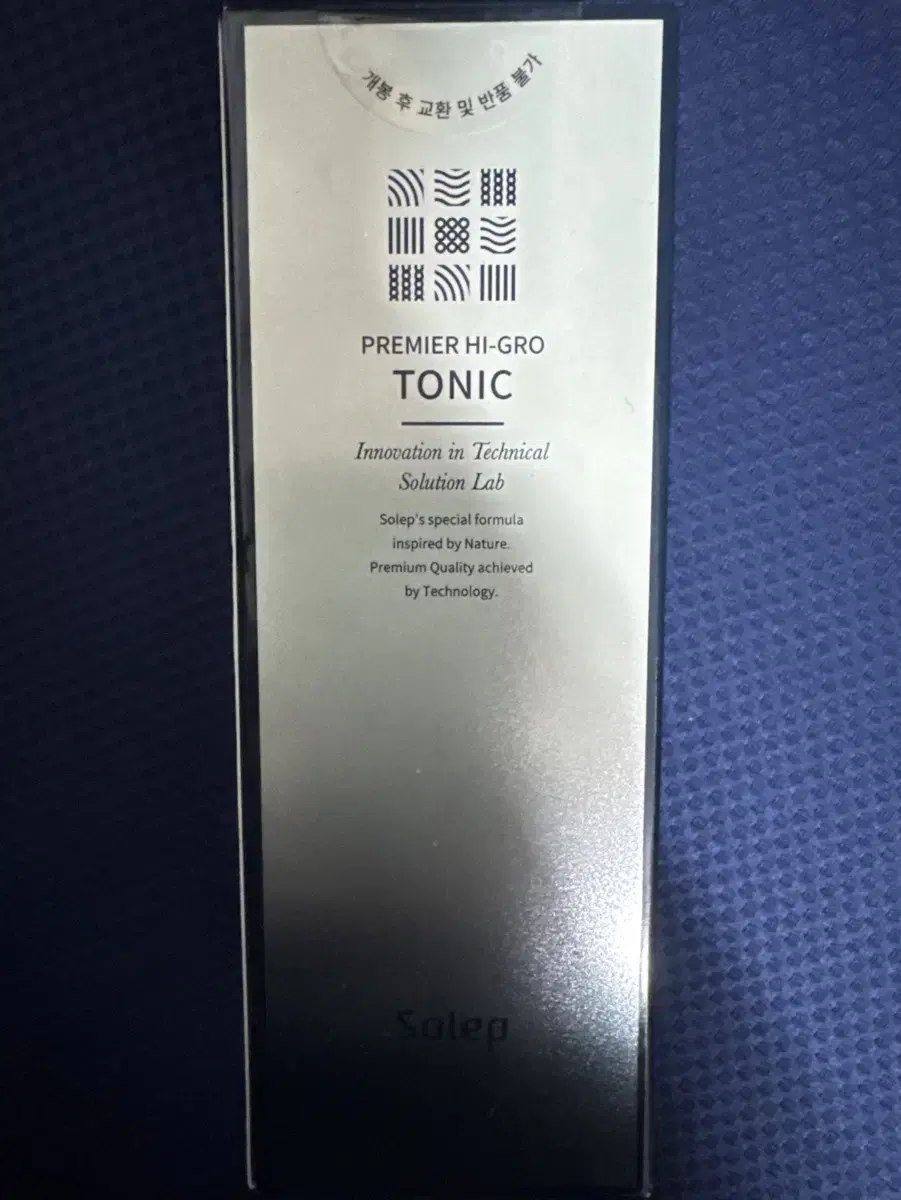 개봉 후 교환 및 반품 불가
PREMIER HI-GRO
TONIC
Innovation in Technical
Solution Lab
Solep's special formula
inspired by Nature.
Premium Quality achieved
by Technology.
Solep